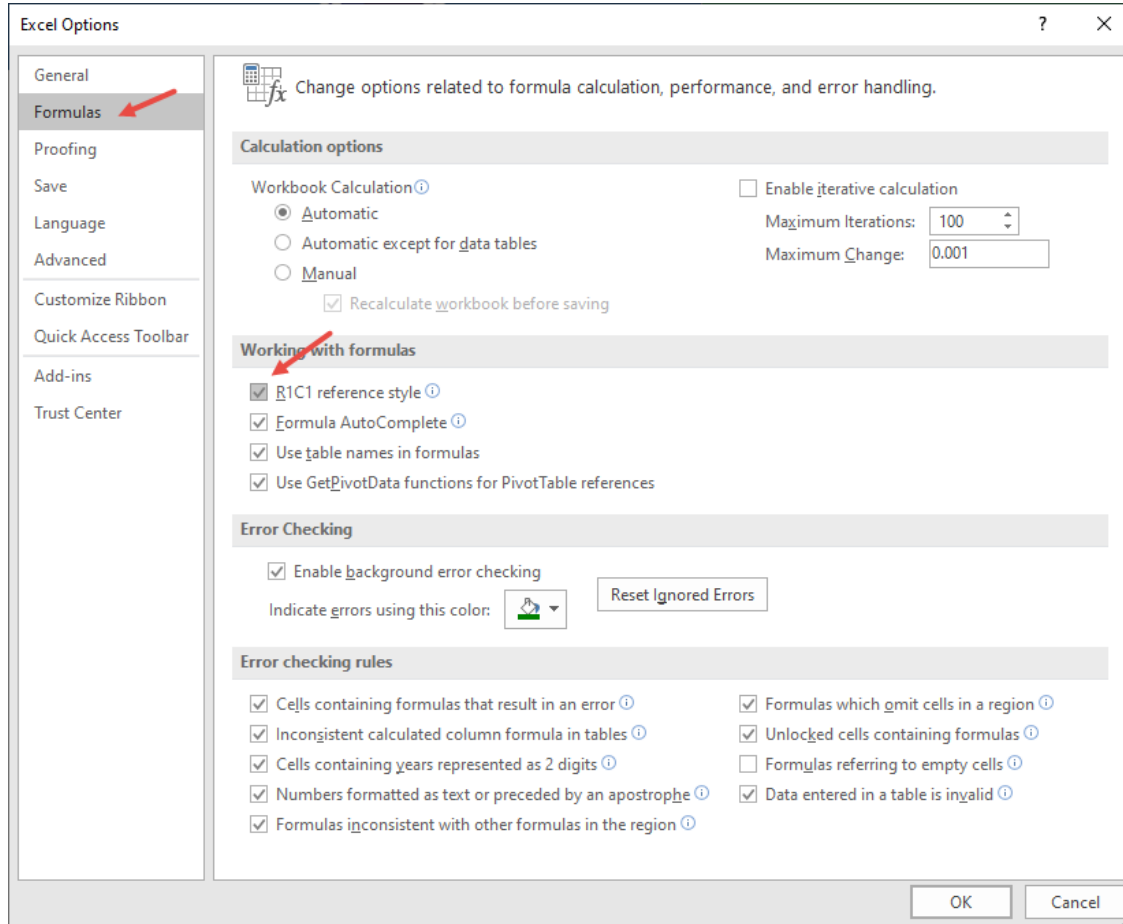 Excel Options
?
General
Formulas
Proofing
Save
Language
Advanced
Customize Ribbon
Quick Access Toolbar
Add-ins
Trust Center
fx Change options related to formula calculation, performance, and error handling.
Calculation options
Workbook Calculation
Automatic
Automatic except for data tables
Manual
Recalculate workbook before saving
Enable iterative calculation
Maximum Iterations: 100
Maximum Change: 0.001
Working with formulas
R1C1 reference style
Formula AutoComplete
Use table names in formulas
Use GetPivotData functions for PivotTable references
Error Checking
Enable background error checking
Indicate errors using this color:
Reset Ignored Errors
Error checking rules
Cells containing formulas that result in an error
Inconsistent calculated column formula in tables
Cells containing years represented as 2 digits
Numbers formatted as text or preceded by an apostrophe
Formulas inconsistent with other formulas in the region
Formulas which omit cells in a region
Unlocked cells containing formulas
Formulas referring to empty cells
Data entered in a table is invalid
OK
Cancel